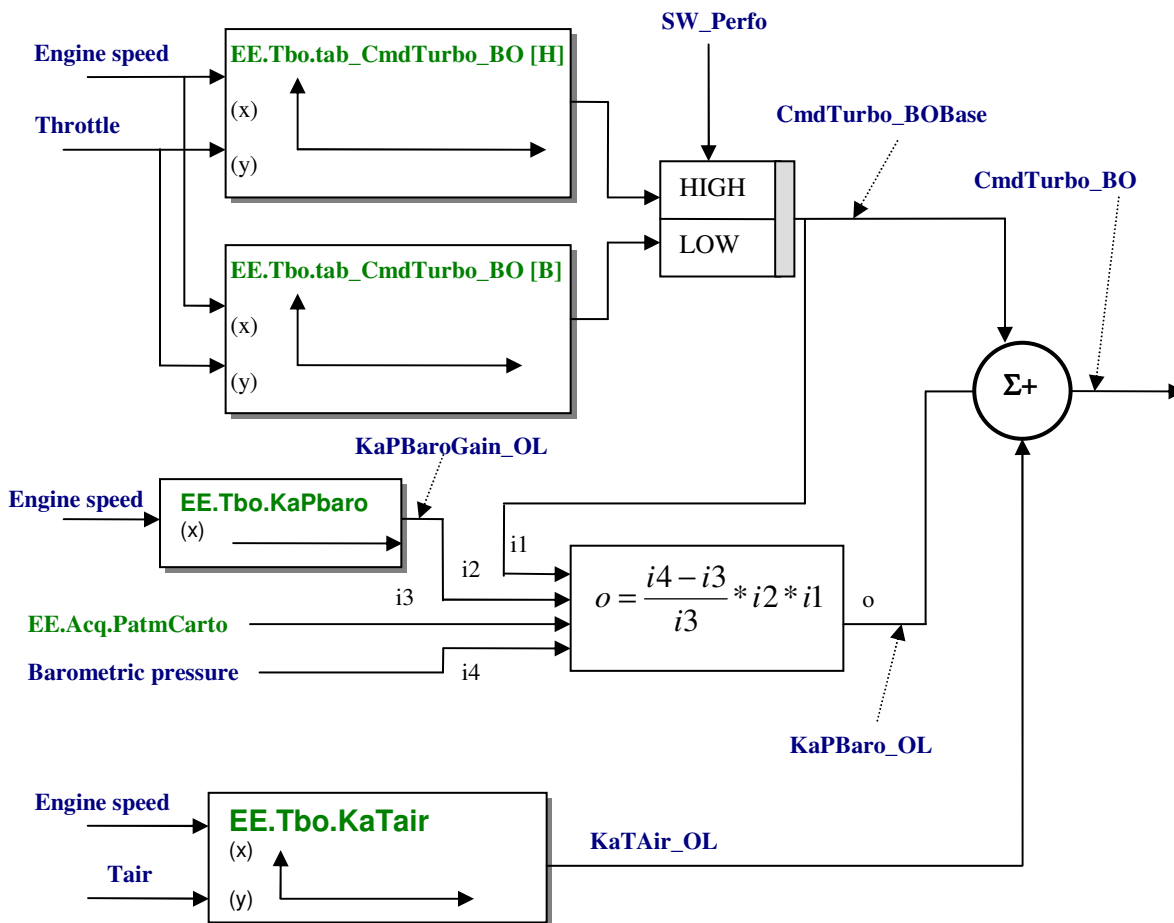 SW_Perfo
Engine speed
EE.Tbo.tab_CmdTurbo_BO [H]
(x)
CmdTurbo_BOBase
Throttle
(y)
HIGH
CmdTurbo_BO
LOW
EE.Tbo.tab_CmdTurbo_BO [B]
(x)
(y)
Σ+
KaPBaroGain_OL
Engine speed
EE.Tbo.KaPbaro
(x)
i1
i2
i3
o = (i4 − i3) / i3 * i2 * i1
o
EE.Acq.PatmCarto
Barometric pressure
i4
KaPBaro_OL
Engine speed
EE.Tbo.KaTair
(x)
KaTAir_OL
Tair
(y)